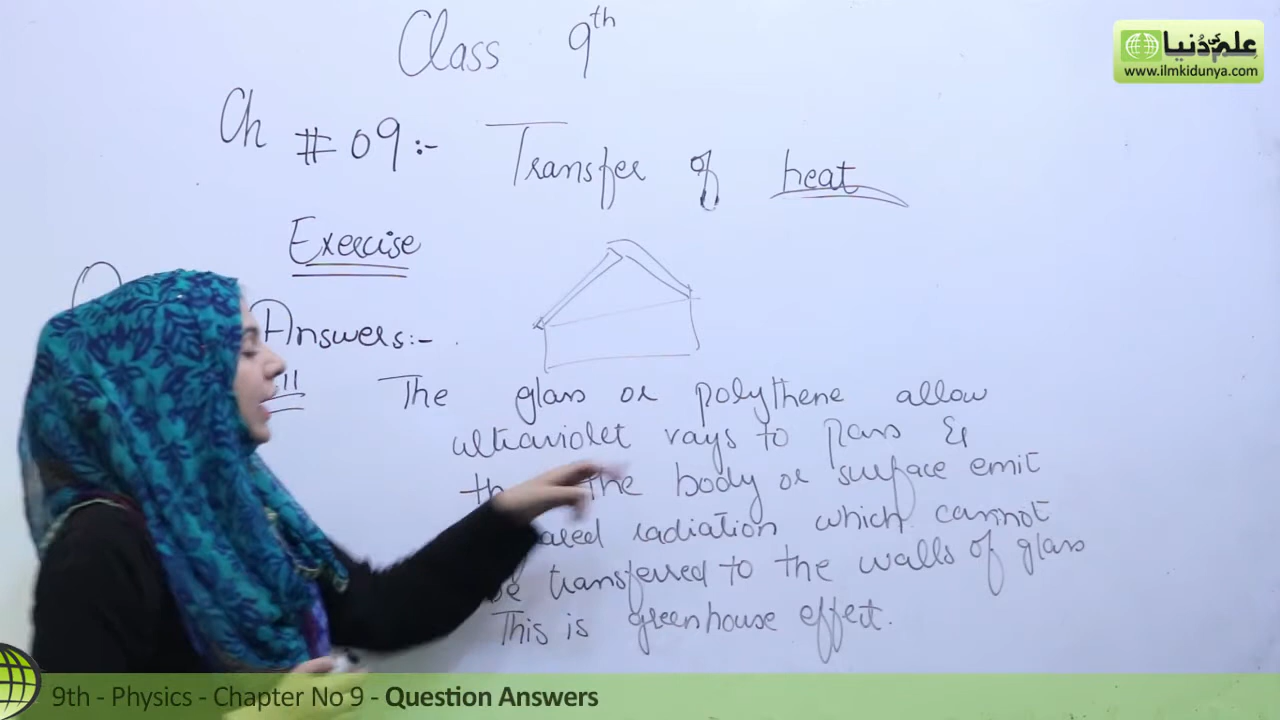 Class 9th
Ch # 09:- Transfer of heat
Exercise
Answers:-
The glass or polythene allow
ultraviolet rays to pass &
the body or surface emit
radiation which cannot
be transferred to the walls of glass
This is greenhouse effect.
علم کی دنیا
www.ilmkidunya.com
9th - Physics - Chapter No 9 - Question Answers